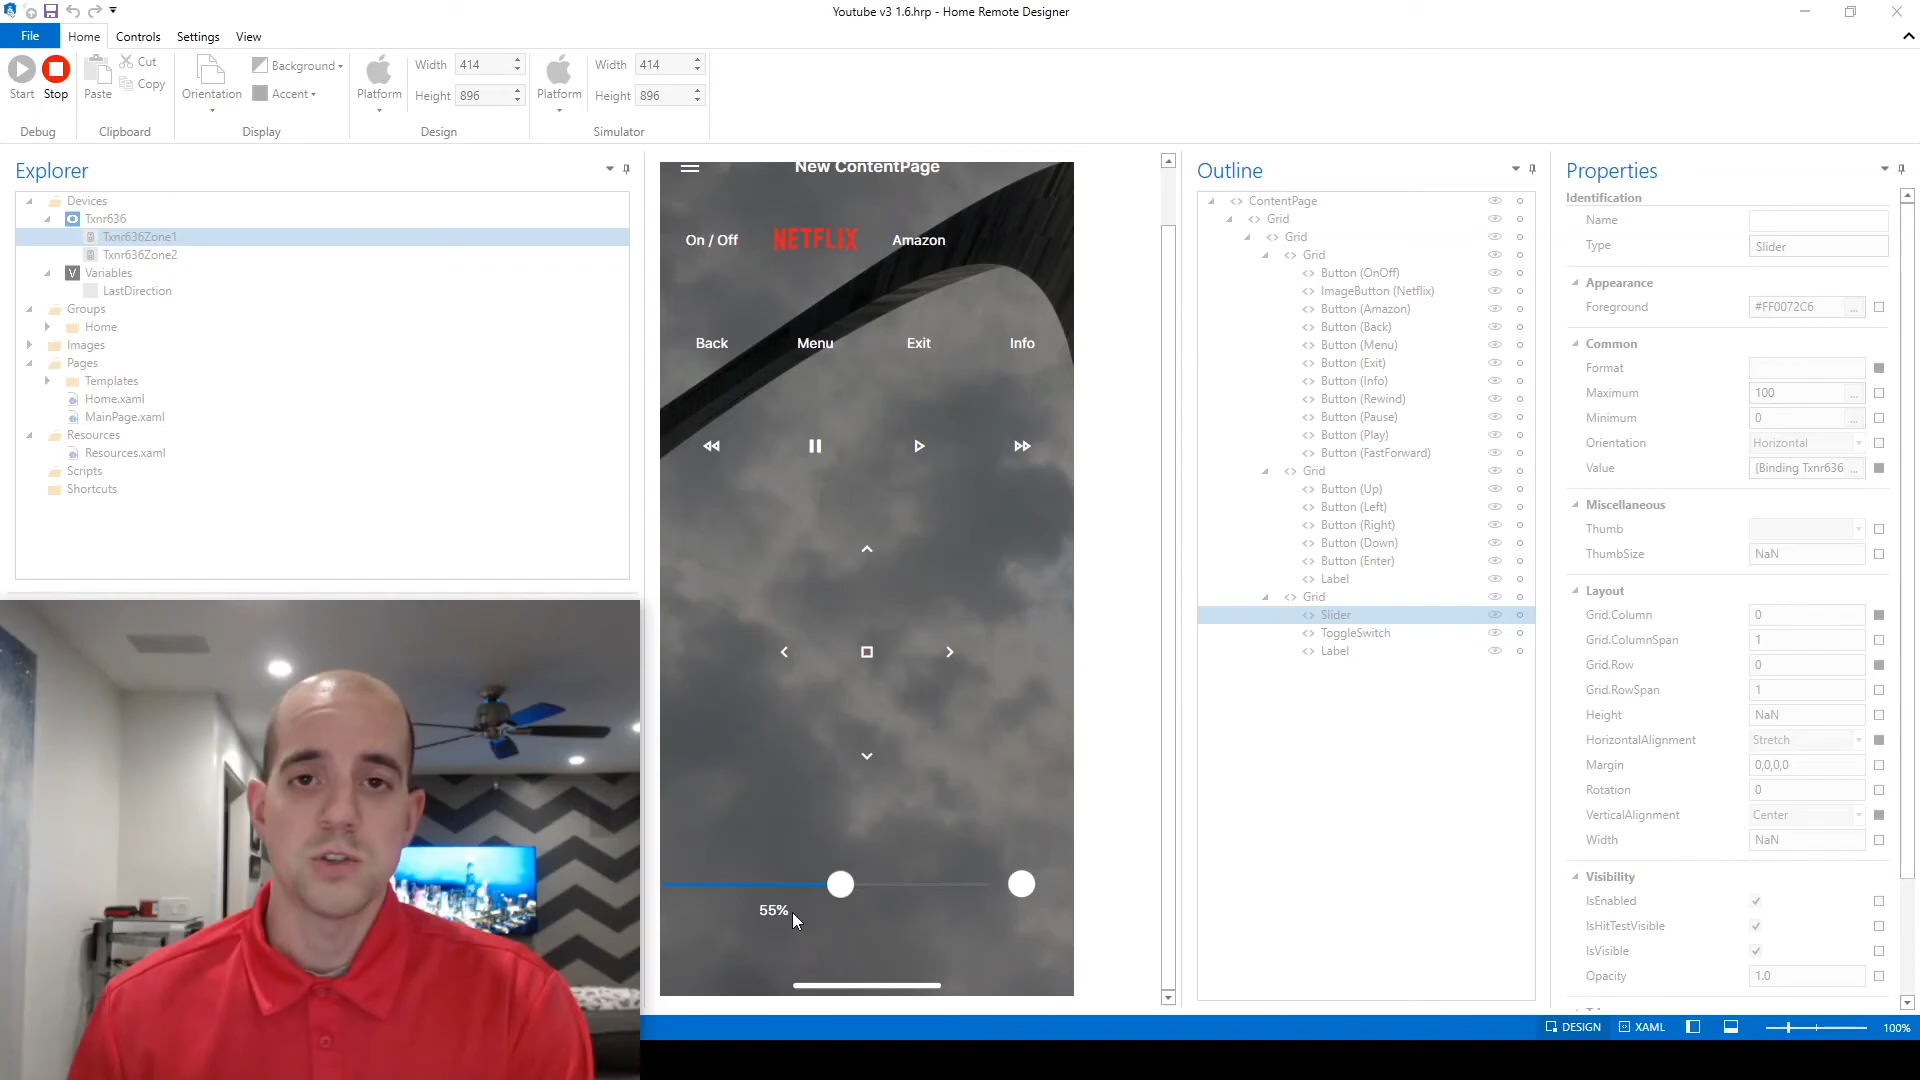 Youtube v3 1.6.hrp - Home Remote Designer
File Home Controls Settings View
Start Stop Paste Cut Copy Orientation Background Accent Platform Width 414 Height 896 Platform Width 414 Height 896
Debug Clipboard Display Design Simulator
Explorer
Devices
Txnr636
Txnr636Zone1
Txnr636Zone2
V Variables
LastDirection
Groups
Home
Images
Pages
Templates
Home.xaml
MainPage.xaml
Resources
Resources.xaml
Scripts
Shortcuts
New ContentPage
On / Off NETFLIX Amazon
Back Menu Exit Info
55%
Outline
ContentPage
Grid
Grid
Grid
Button (OnOff)
ImageButton (Netflix)
Button (Amazon)
Button (Back)
Button (Menu)
Button (Exit)
Button (Info)
Button (Rewind)
Button (Pause)
Button (Play)
Button (FastForward)
Grid
Button (Up)
Button (Left)
Button (Right)
Button (Down)
Button (Enter)
Label
Grid
Slider
ToggleSwitch
Label
Properties
Identification
Name
Type Slider
Appearance
Foreground #FF0072C6 ...
Common
Format
Maximum 100 ...
Minimum 0 ...
Orientation Horizontal
Value {Binding Txnr636 ...
Miscellaneous
Thumb
ThumbSize NaN
Layout
Grid.Column 0
Grid.ColumnSpan 1
Grid.Row 0
Grid.RowSpan 1
Height NaN
HorizontalAlignment Stretch
Margin 0,0,0,0
Rotation 0
VerticalAlignment Center
Width NaN
Visibility
IsEnabled
IsHitTestVisible
IsVisible
Opacity 1.0
DESIGN XAML 100%